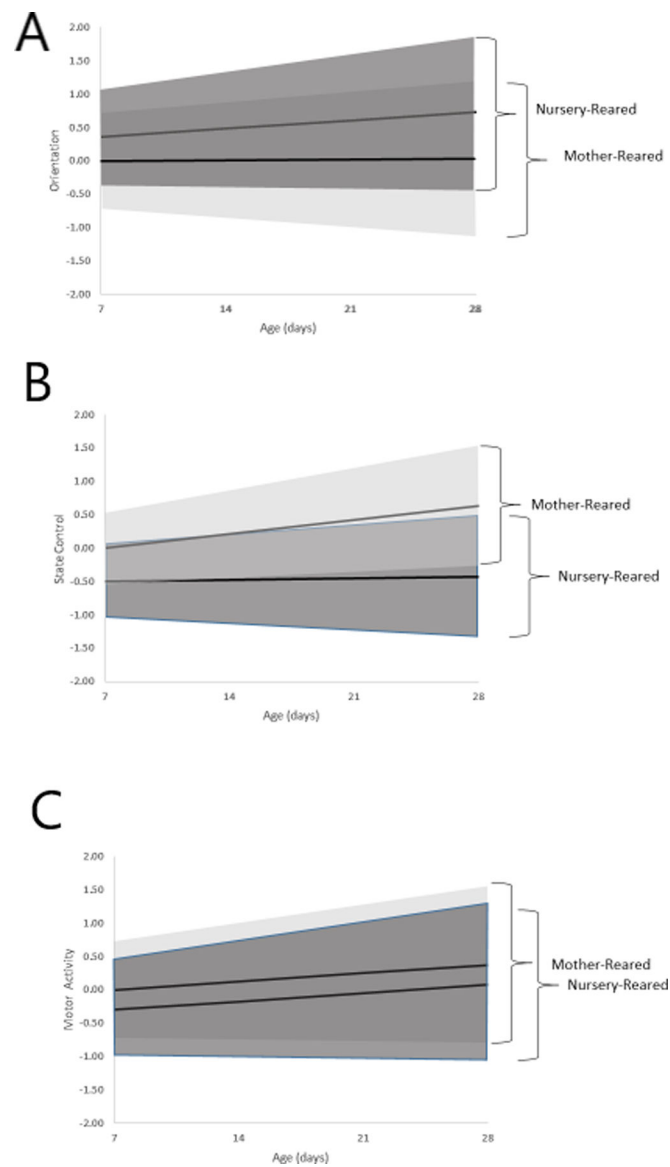 A
2.00
1.50
1.00
0.50
0.00
-0.50
-1.00
-1.50
-2.00
Orientation
7 14 21 28
Age (days)
Nursery-Reared
Mother-Reared
B
2.00
1.50
1.00
0.50
0.00
-0.50
-1.00
-1.50
-2.00
State Control
7 14 21 28
Age (days)
Mother-Reared
Nursery-Reared
C
2.00
1.50
1.00
0.50
0.00
-0.50
-1.00
-1.50
-2.00
Motor Activity
7 14 21 28
Age (days)
Mother-Reared
Nursery-Reared